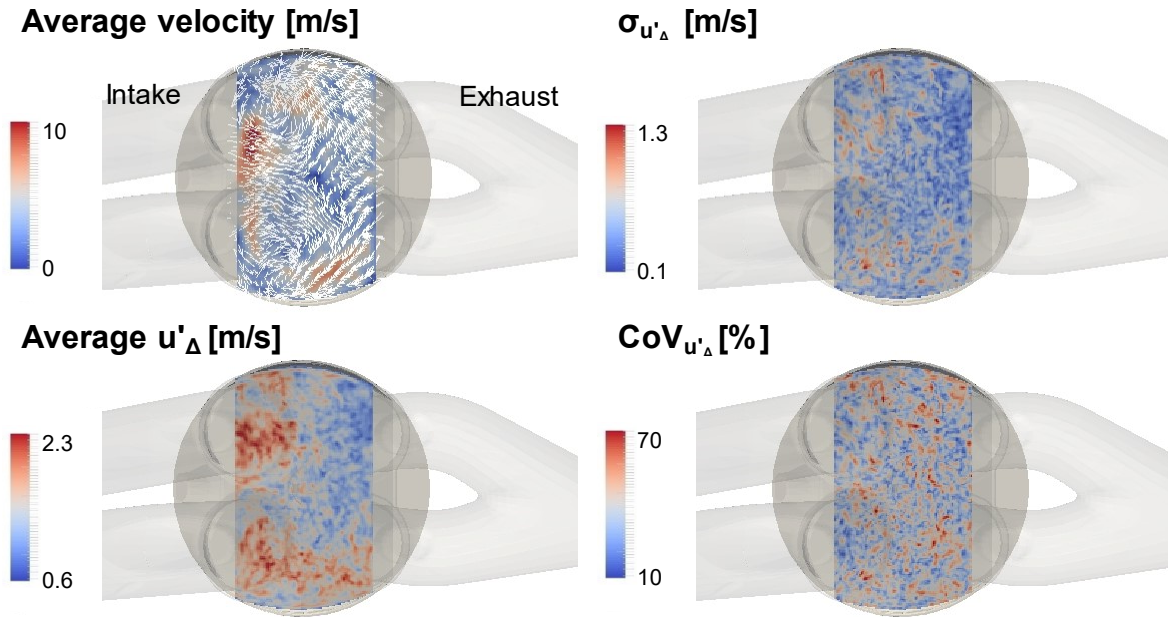 Average velocity [m/s]
σu'Δ [m/s]
Intake
Exhaust
10
0
1.3
0.1
Average u'Δ [m/s]
CoVu'Δ [%]
2.3
0.6
70
10